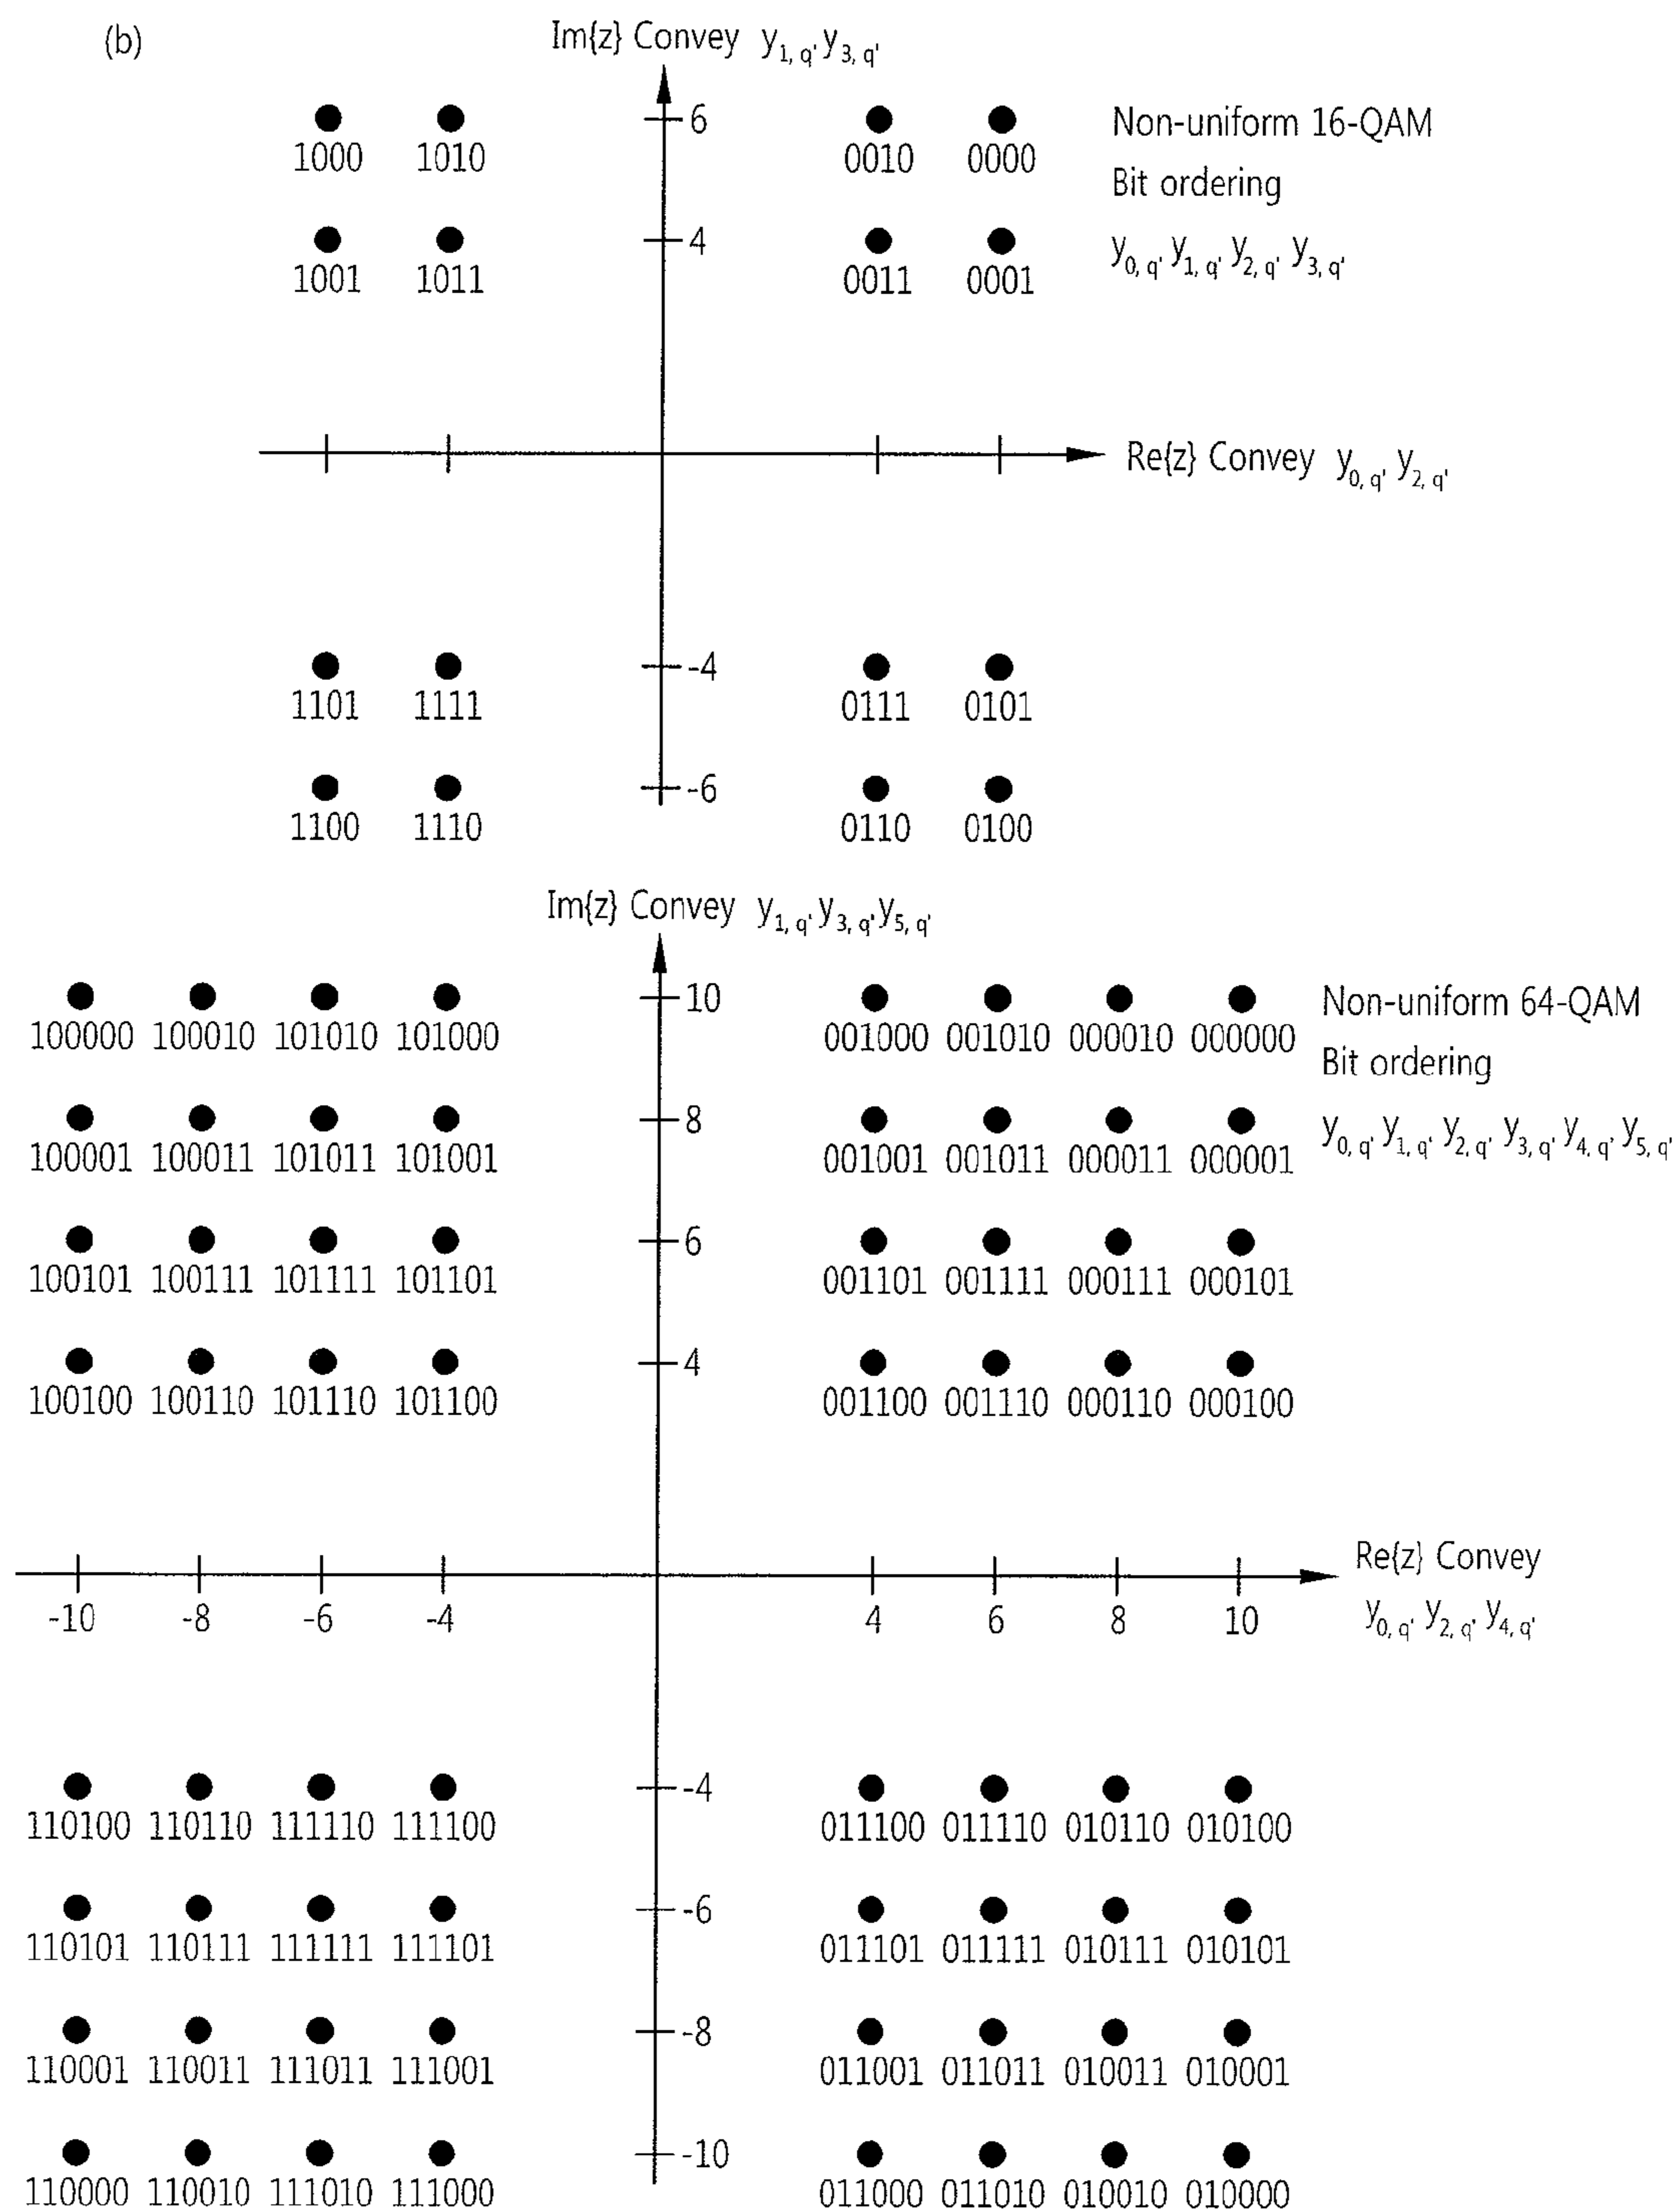 (b)
Im{z} Convey y1, q' y3, q'
6
1000 1010 0010 0000
Non-uniform 16-QAM
Bit ordering
4
y0, q' y1, q' y2, q' y3, q'
1001 1011 0011 0001
Re{z} Convey y0, q' y2, q'
-4
1101 1111 0111 0101
-6
1100 1110 0110 0100
Im{z} Convey y1, q' y3, q' y5, q'
10
100000 100010 101010 101000 001000 001010 000010 000000
Non-uniform 64-QAM
Bit ordering
8
y0, q' y1, q' y2, q' y3, q' y4, q' y5, q'
100001 100011 101011 101001 001001 001011 000011 000001
6
100101 100111 101111 101101 001101 001111 000111 000101
4
100100 100110 101110 101100 001100 001110 000110 000100
Re{z} Convey
y0, q' y2, q' y4, q'
-10 -8 -6 -4 4 6 8 10
-4
110100 110110 111110 111100 011100 011110 010110 010100
-6
110101 110111 111111 111101 011101 011111 010111 010101
-8
110001 110011 111011 111001 011001 011011 010011 010001
-10
110000 110010 111010 111000 011000 011010 010010 010000